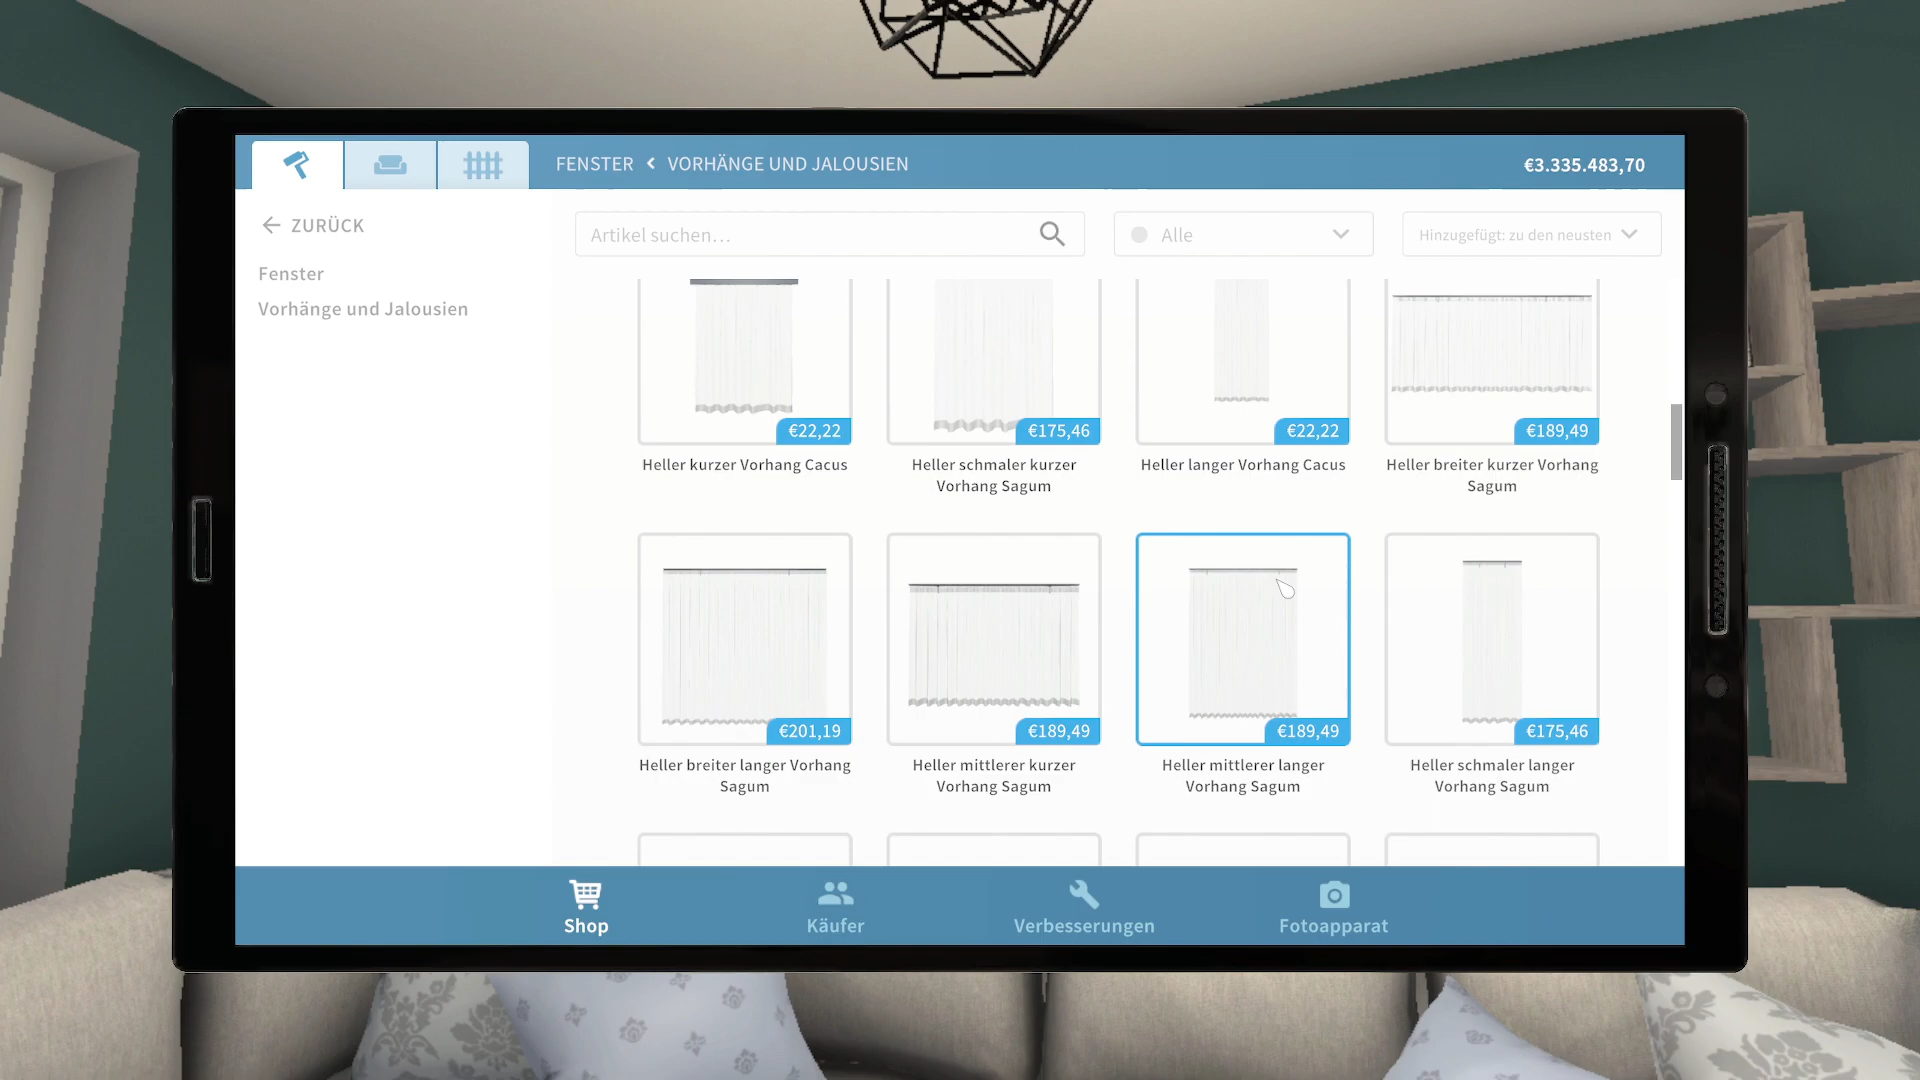 FENSTER < VORHÄNGE UND JALOUSIEN
€3.335.483,70
← ZURÜCK
Fenster
Vorhänge und Jalousien
Artikel suchen…
Alle
Hinzugefügt: zu den neusten
€22,22
€175,46
€22,22
€189,49
Heller kurzer Vorhang Cacus
Heller schmaler kurzer
Vorhang Sagum
Heller langer Vorhang Cacus
Heller breiter kurzer Vorhang
Sagum
€201,19
€189,49
€189,49
€175,46
Heller breiter langer Vorhang
Sagum
Heller mittlerer kurzer
Vorhang Sagum
Heller mittlerer langer
Vorhang Sagum
Heller schmaler langer
Vorhang Sagum
Shop
Käufer
Verbesserungen
Fotoapparat